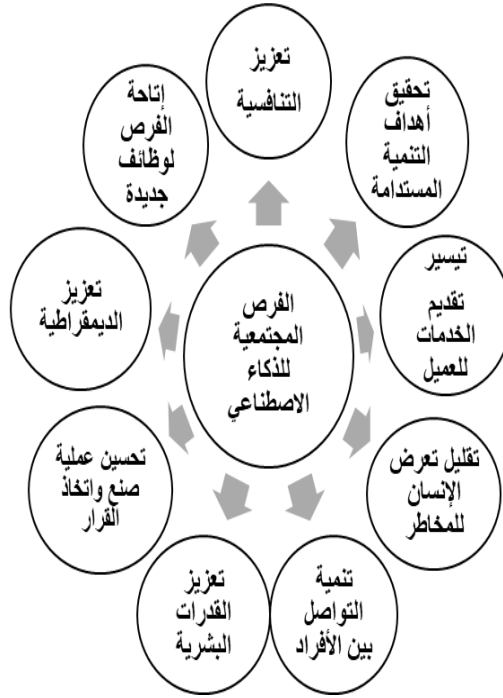 تعزيز
التنافسية
تحقيق
أهداف
التنمية
المستدامة
تيسير
تقديم
الخدمات
للعميل
تقليل تعرض
الإنسان
للمخاطر
تنمية
التواصل
بين الأفراد
تعزيز
القدرات
البشرية
تحسين عملية
صنع واتخاذ
القرار
تعزيز
الديمقراطية
إتاحة
الفرص
لوظائف
جديدة
الفرص
المجتمعية
للذكاء
الاصطناعي